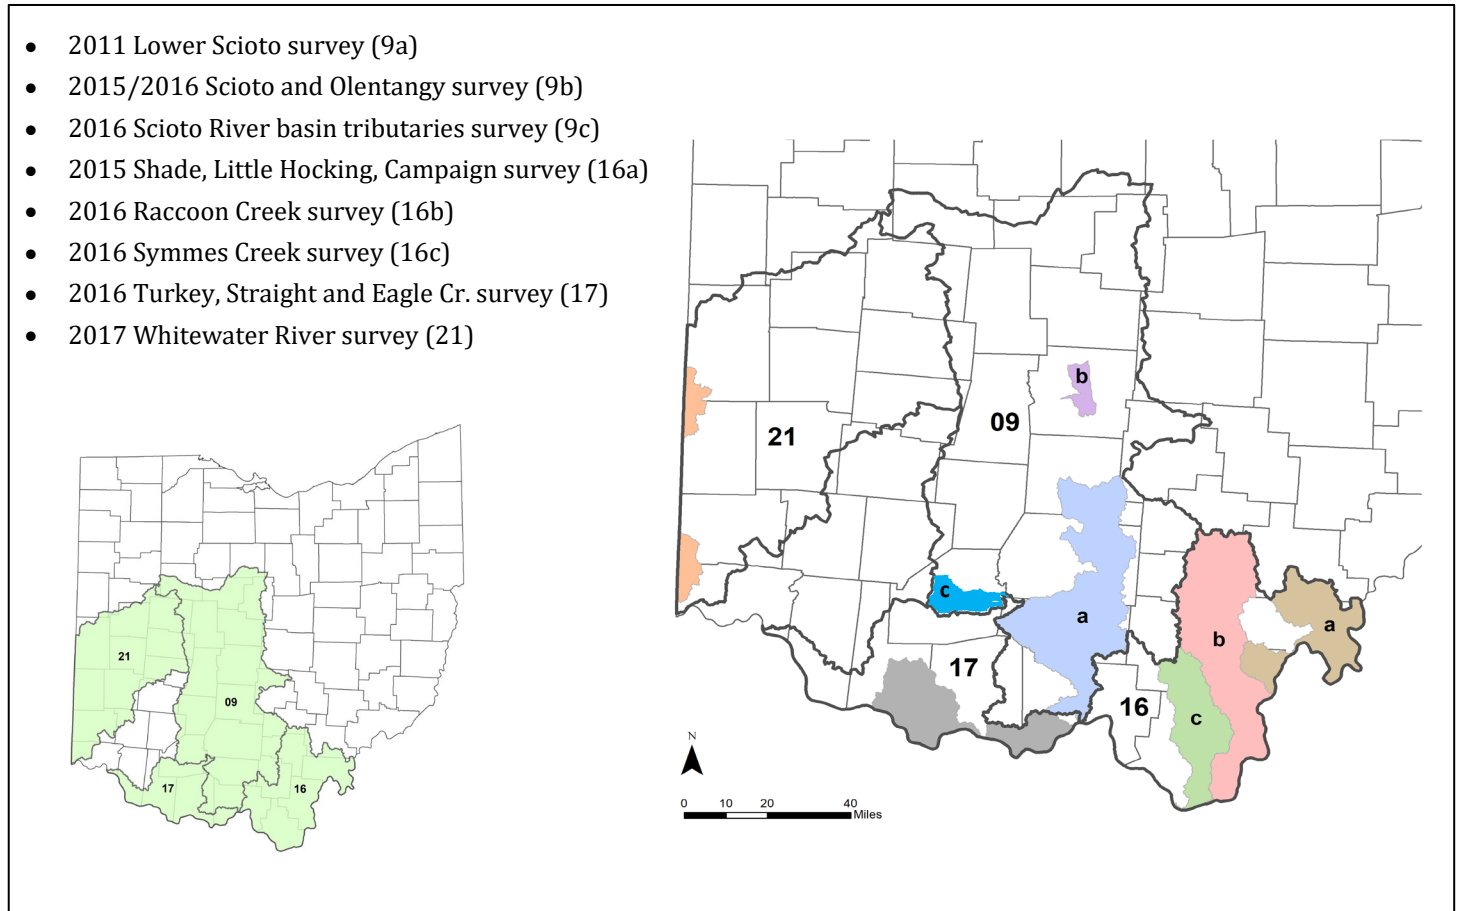 • 2011 Lower Scioto survey (9a)
• 2015/2016 Scioto and Olentangy survey (9b)
• 2016 Scioto River basin tributaries survey (9c)
• 2015 Shade, Little Hocking, Campaign survey (16a)
• 2016 Raccoon Creek survey (16b)
• 2016 Symmes Creek survey (16c)
• 2016 Turkey, Straight and Eagle Cr. survey (17)
• 2017 Whitewater River survey (21)
21
09
17
16
b
09
21
c
a
b
a
17
16
c
N
0 10 20 40
Miles